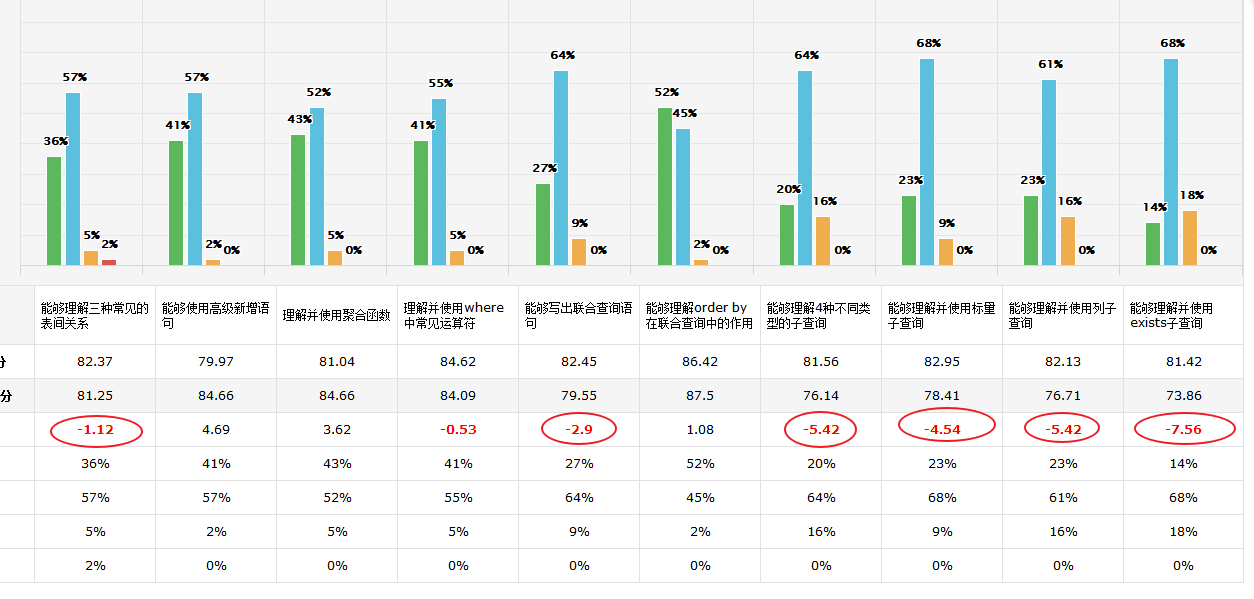 57% 57% 52% 55% 64% 52% 64% 68% 61% 68%
36% 41% 43% 41% 27% 45% 20% 23% 23% 14%
5% 2% 5% 5% 9% 2% 16% 9% 16% 18%
2% 0% 0% 0% 0% 0% 0% 0% 0% 0%
能够理解三种常见的
表间关系
能够使用高级新增语
句
理解并使用聚合函数
理解并使用where
中常见运算符
能够写出联合查询语
句
能够理解order by
在联合查询中的作用
能够理解4种不同类
型的子查询
能够理解并使用标量
子查询
能够理解并使用列子
查询
能够理解并使用
exists子查询
分 82.37 79.97 81.04 84.62 82.45 86.42 81.56 82.95 82.13 81.42
分 81.25 84.66 84.66 84.09 79.55 87.5 76.14 78.41 76.71 73.86
-1.12 4.69 3.62 -0.53 -2.9 1.08 -5.42 -4.54 -5.42 -7.56
36% 41% 43% 41% 27% 52% 20% 23% 23% 14%
57% 57% 52% 55% 64% 45% 64% 68% 61% 68%
5% 2% 5% 5% 9% 2% 16% 9% 16% 18%
2% 0% 0% 0% 0% 0% 0% 0% 0% 0%